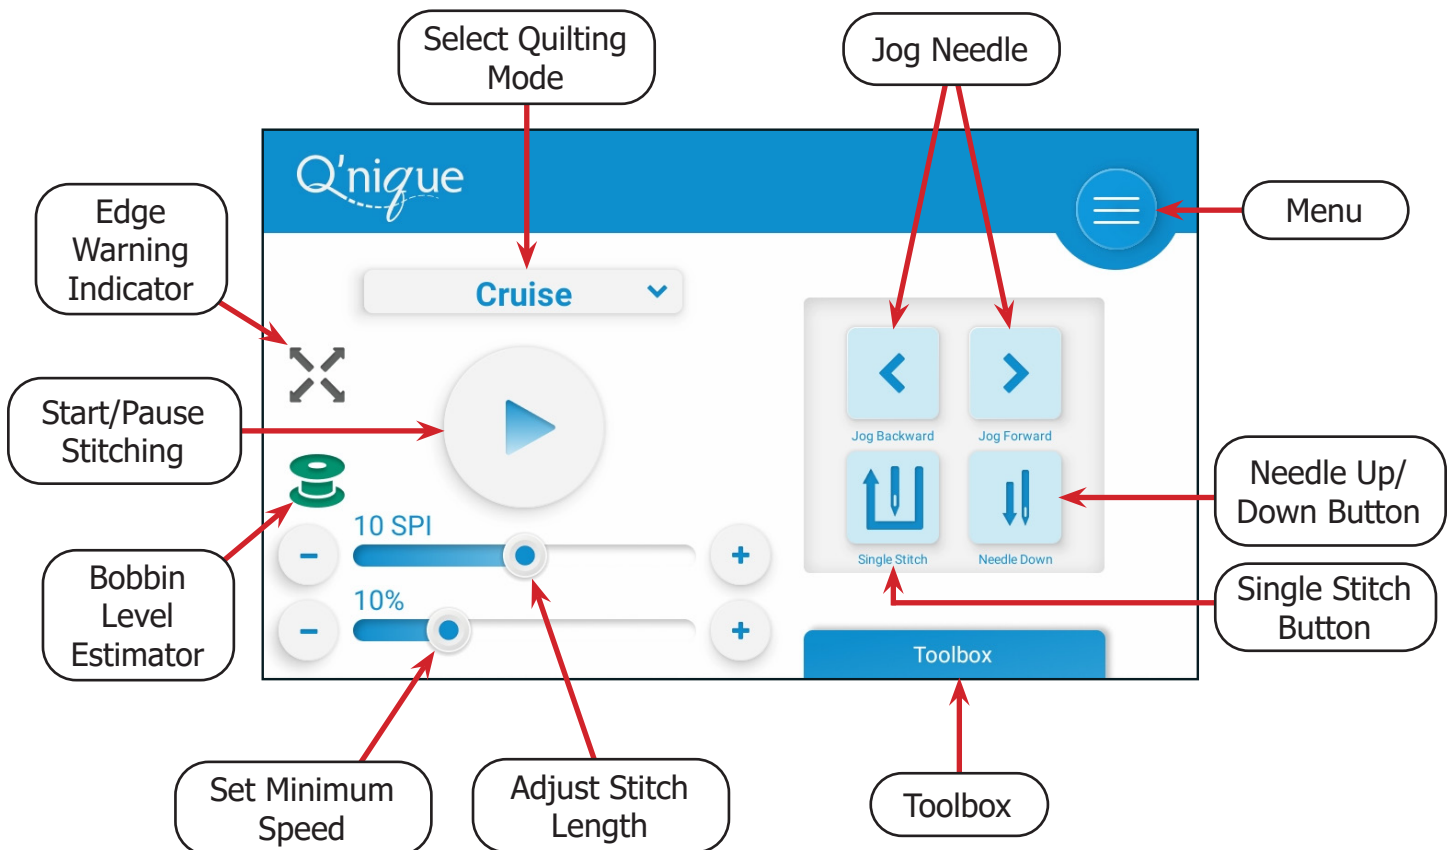 Select Quilting
Mode
Jog Needle
Q'nique
Edge
Warning
Indicator
Menu
Cruise
Start/Pause
Stitching
Jog Backward
Jog Forward
Needle Up/
Down Button
10 SPI
Single Stitch
Needle Down
Bobbin
Level
Estimator
10%
Single Stitch
Button
Toolbox
Set Minimum
Speed
Adjust Stitch
Length
Toolbox